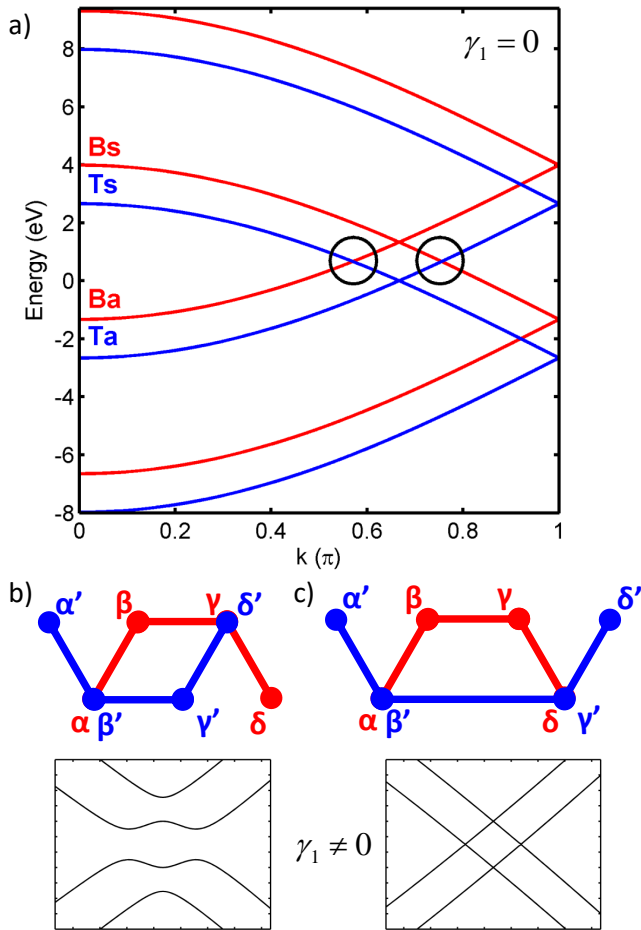 a)
γ₁ = 0
8
6
4
2
0
-2
-4
-6
-8
Energy (eV)
Bs
Ts
Ba
Ta
0 0.2 0.4 0.6 0.8 1
k (π)
b)
α' β γ δ'
α β' γ' δ
c)
α' β γ δ'
α β' δ γ'
γ₁ ≠ 0